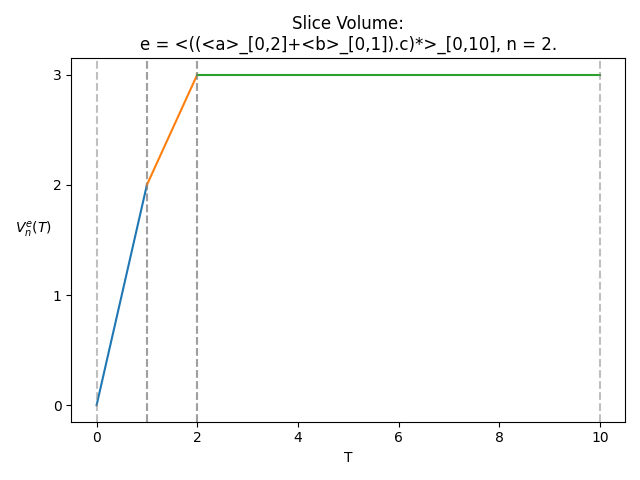 Slice Volume:
e = <((<a>_[0,2]+<b>_[0,1]).c)*>_[0,10], n = 2.
3
2
V_n^e(T)
1
0
0 2 4 6 8 10
T